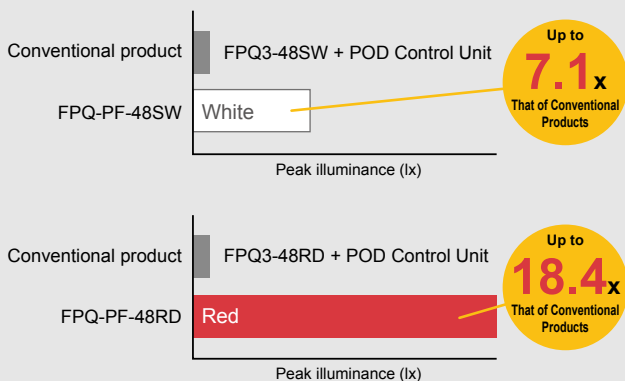 Conventional product FPQ3-48SW + POD Control Unit
FPQ-PF-48SW White
Peak illuminance (lx)
Up to
7.1x
That of Conventional
Products
Conventional product FPQ3-48RD + POD Control Unit
FPQ-PF-48RD Red
Peak illuminance (lx)
Up to
18.4x
That of Conventional
Products